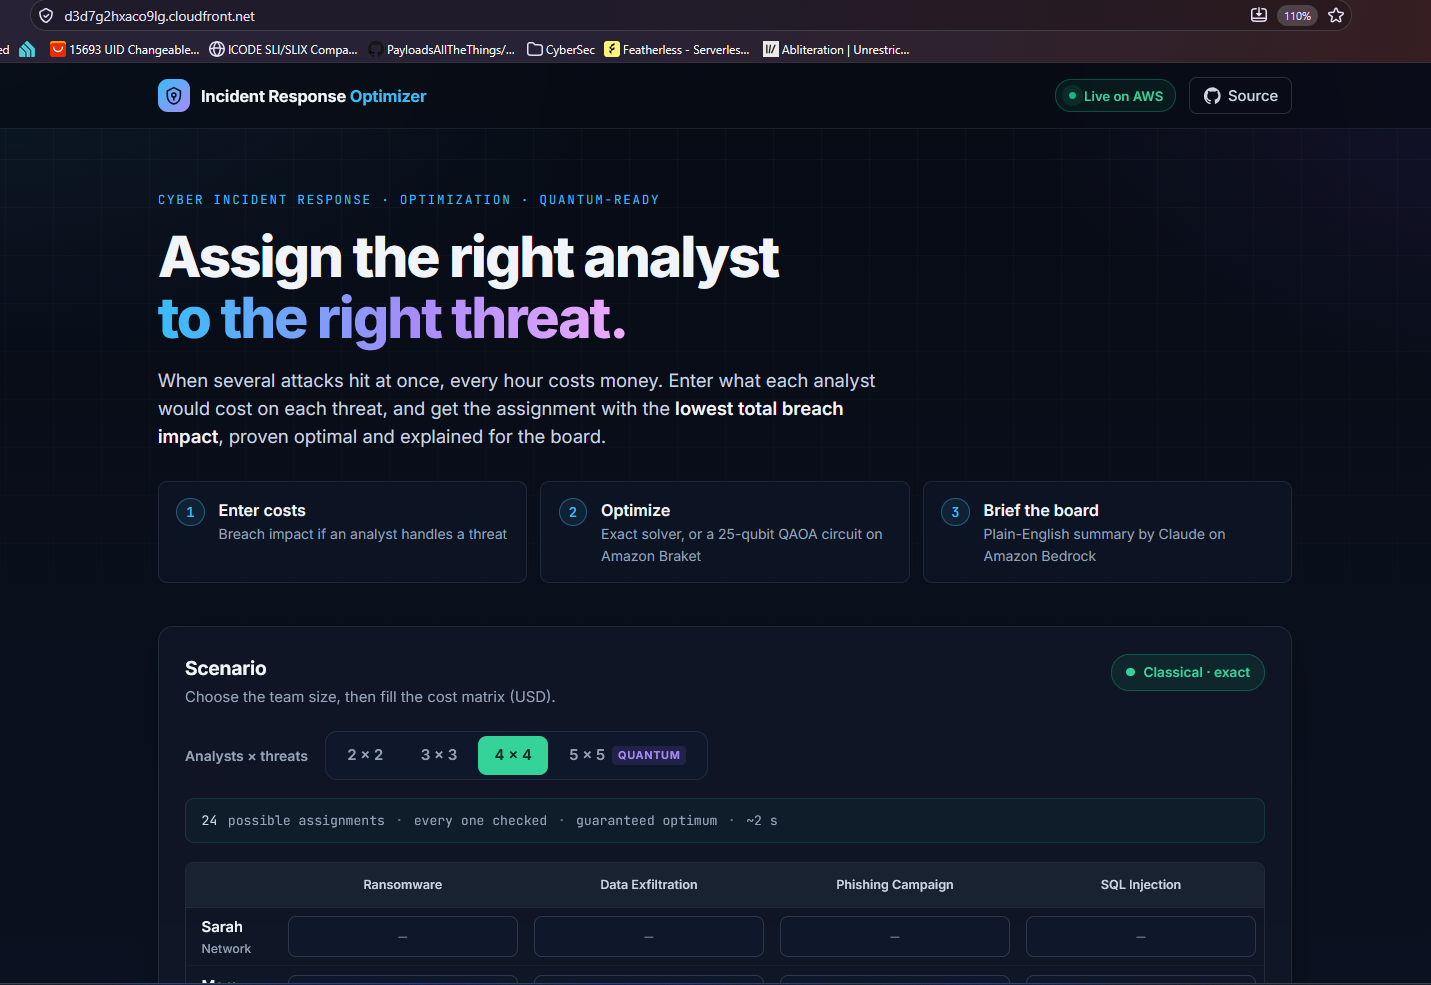 d3d7g2hxaco9lg.cloudfront.net
110%
15693 UID Changeable...
ICODE SLI/SLIX Compa...
PayloadsAllTheThings/...
CyberSec
Featherless - Serverless...
Abliteration | Unrestric...
Incident Response Optimizer
Live on AWS
Source
CYBER INCIDENT RESPONSE · OPTIMIZATION · QUANTUM-READY
Assign the right analyst
to the right threat.
When several attacks hit at once, every hour costs money. Enter what each analyst
would cost on each threat, and get the assignment with the lowest total breach
impact, proven optimal and explained for the board.
1 Enter costs
Breach impact if an analyst handles a threat
2 Optimize
Exact solver, or a 25-qubit QAOA circuit on
Amazon Braket
3 Brief the board
Plain-English summary by Claude on
Amazon Bedrock
Scenario
Classical · exact
Choose the team size, then fill the cost matrix (USD).
Analysts × threats 2 × 2 3 × 3 4 × 4 5 × 5 QUANTUM
24 possible assignments · every one checked · guaranteed optimum · ~2 s
Ransomware Data Exfiltration Phishing Campaign SQL Injection
Sarah
Network
– – – –